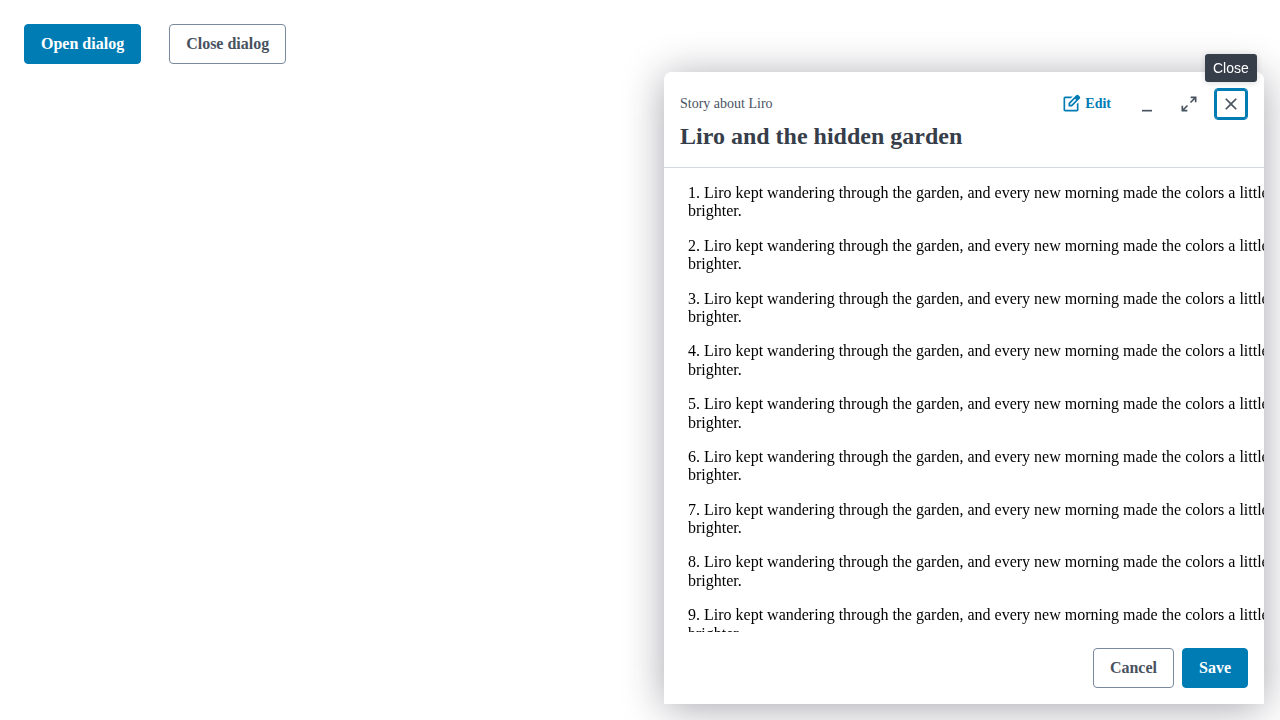 Open dialog
Close dialog
Close
Story about Liro
Edit
Liro and the hidden garden
1. Liro kept wandering through the garden, and every new morning made the colors a little
brighter.
2. Liro kept wandering through the garden, and every new morning made the colors a little
brighter.
3. Liro kept wandering through the garden, and every new morning made the colors a little
brighter.
4. Liro kept wandering through the garden, and every new morning made the colors a little
brighter.
5. Liro kept wandering through the garden, and every new morning made the colors a little
brighter.
6. Liro kept wandering through the garden, and every new morning made the colors a little
brighter.
7. Liro kept wandering through the garden, and every new morning made the colors a little
brighter.
8. Liro kept wandering through the garden, and every new morning made the colors a little
brighter.
9. Liro kept wandering through the garden, and every new morning made the colors a little
brighter.
Cancel
Save